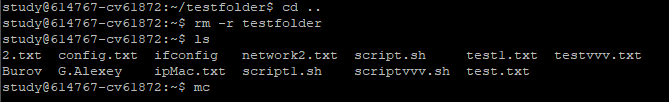 study@614767-cv61872:~/testfolder$ cd ..
study@614767-cv61872:~$ rm -r testfolder
study@614767-cv61872:~$ ls
2.txt  config.txt  ifconfig   network2.txt  script.sh     test1.txt  testvvv.txt
Burov  G.Alexey    ipMac.txt  script1.sh    scriptvvv.sh  test.txt
study@614767-cv61872:~$ mc